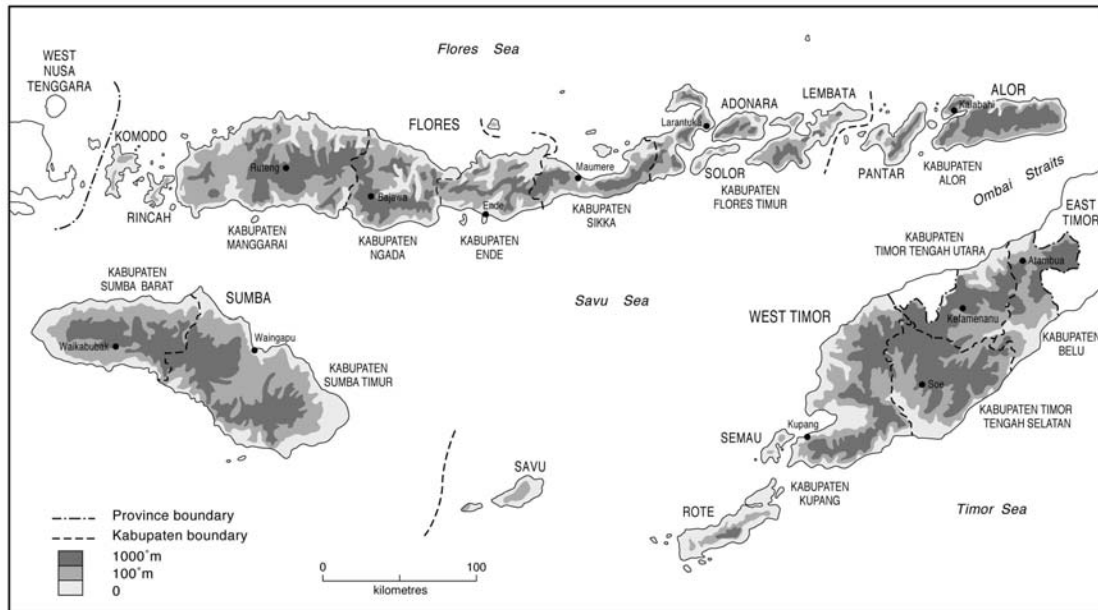 Flores Sea
WEST
NUSA
TENGGARA
KOMODO
RINCAH
FLORES
Ruteng
Bajawa
Ende
Maumere
Larantuka
ADONARA
SOLOR
LEMBATA
PANTAR
ALOR
Kalabahi
KABUPATEN
MANGGARAI
KABUPATEN
NGADA
KABUPATEN
ENDE
KABUPATEN
SIKKA
KABUPATEN
FLORES TIMUR
KABUPATEN
ALOR
Ombai Straits
EAST
TIMOR
KABUPATEN
TIMOR TENGAH UTARA
Atambua
KABUPATEN
SUMBA BARAT
SUMBA
Waikabubak
Waingapu
KABUPATEN
SUMBA TIMUR
Savu Sea
WEST TIMOR
Kefamenanu
KABUPATEN
BELU
Soe
KABUPATEN TIMOR
TENGAH SELATAN
SEMAU
Kupang
KABUPATEN
KUPANG
SAVU
ROTE
Timor Sea
Province boundary
Kabupaten boundary
1000˚m
100˚m
0
0 100
kilometres